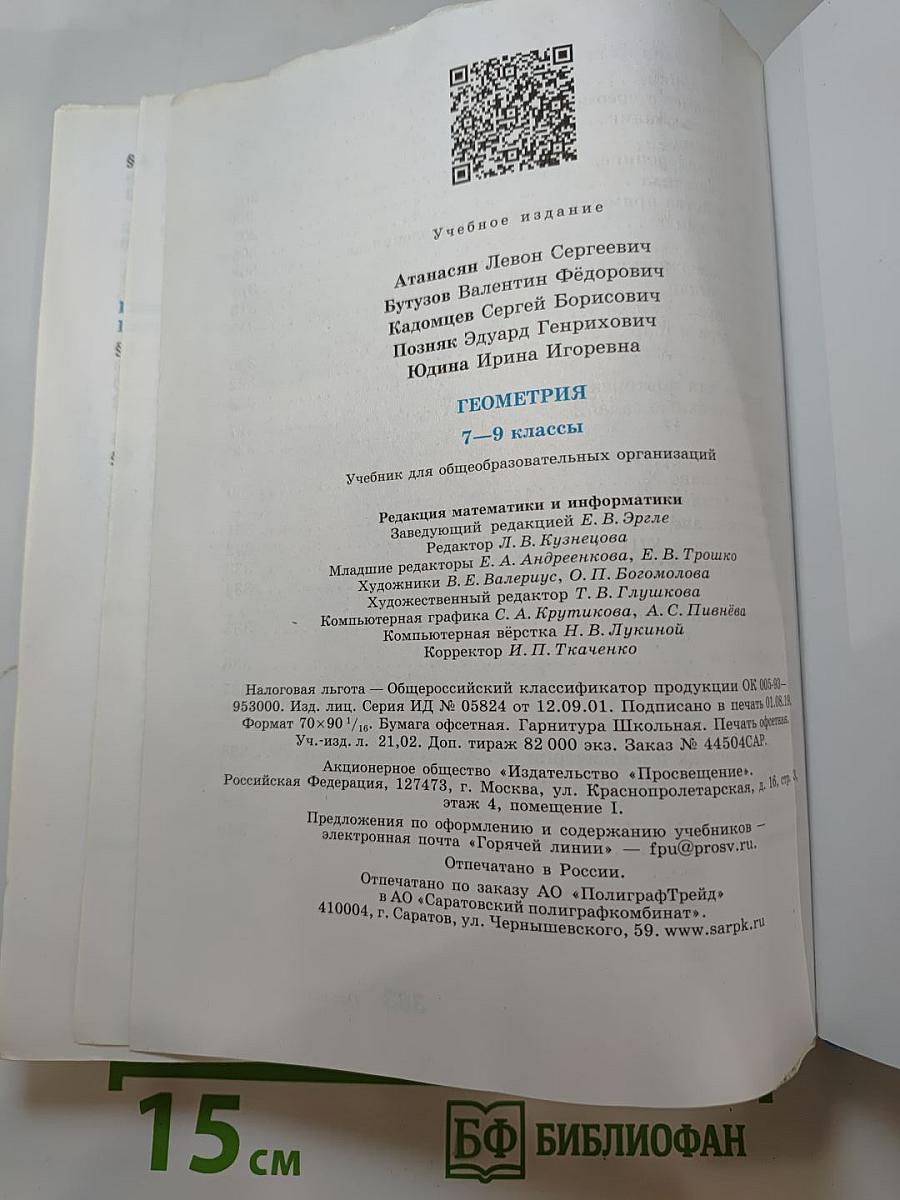 Учебное издание
Атанасян Левон Сергеевич
Бутузов Валентин Фёдорович
Кадомцев Сергей Борисович
Позняк Эдуард Генрихович
Юдина Ирина Игоревна
ГЕОМЕТРИЯ
7—9 классы
Учебник для общеобразовательных организаций
Редакция математики и информатики
Заведующий редакцией Е. В. Эргле
Редактор Л. В. Кузнецова
Младшие редакторы Е. А. Андреенкова, Е. В. Трошко
Художники В. Е. Валериус, О. П. Богомолова
Художественный редактор Т. В. Глушкова
Компьютерная графика С. А. Крутикова, А. С. Пивнёва
Компьютерная вёрстка Н. В. Лукиной
Корректор И. П. Ткаченко
Налоговая льгота — Общероссийский классификатор продукции ОК 005-93—
953000. Изд. лиц. Серия ИД № 05824 от 12.09.01. Подписано в печать 01.08.19.
Формат 70×90 1/16. Бумага офсетная. Гарнитура Школьная. Печать офсетная.
Уч.-изд. л. 21,02. Доп. тираж 82 000 экз. Заказ № 44504САР.
Акционерное общество «Издательство «Просвещение».
Российская Федерация, 127473, г. Москва, ул. Краснопролетарская, д. 16, стр. 3,
этаж 4, помещение I.
Предложения по оформлению и содержанию учебников —
электронная почта «Горячей линии» — fpu@prosv.ru.
Отпечатано в России.
Отпечатано по заказу АО «ПолиграфТрейд»
в АО «Саратовский полиграфкомбинат».
410004, г. Саратов, ул. Чернышевского, 59. www.sarpk.ru
15 см
БФ БИБЛИОФАН